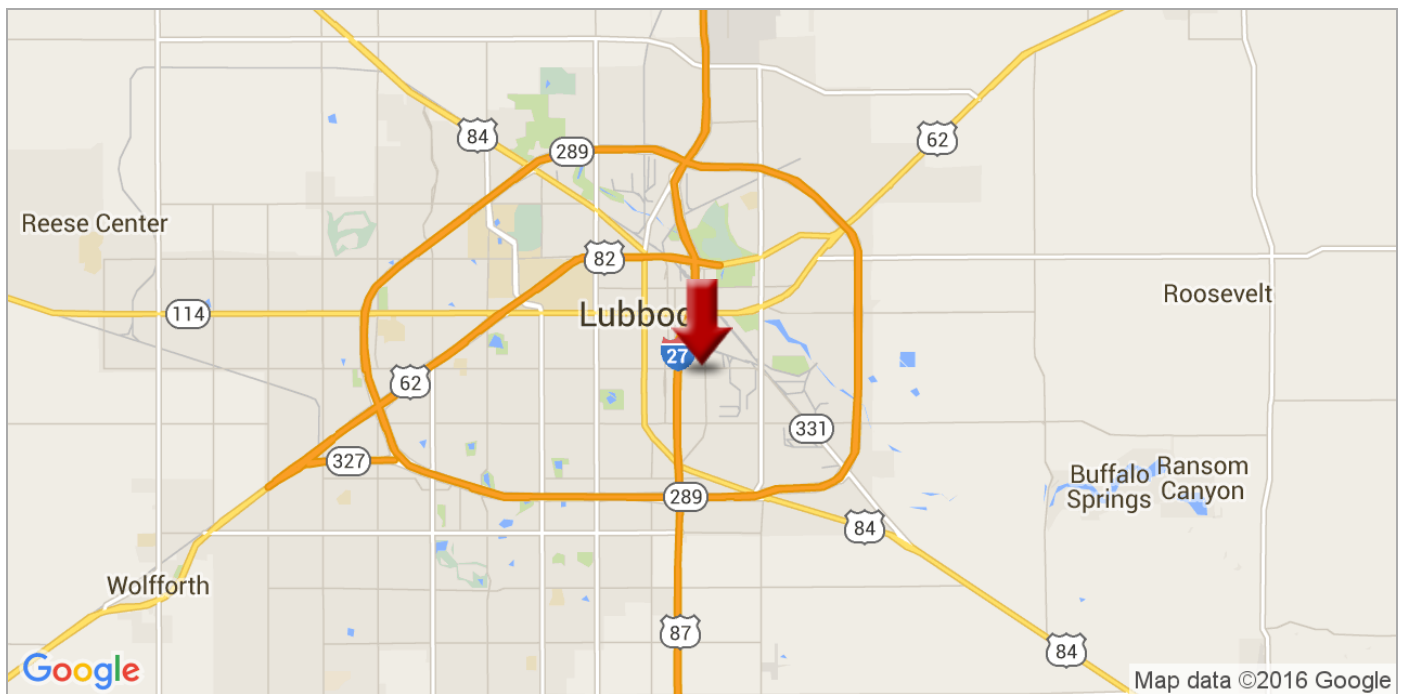 84
289
62
Reese Center
82
114
Roosevelt
Lubboc
27
62
331
327
Buffalo
Springs
Ransom
Canyon
289
84
Wolfforth
87
84
Google
Map data ©2016 Google